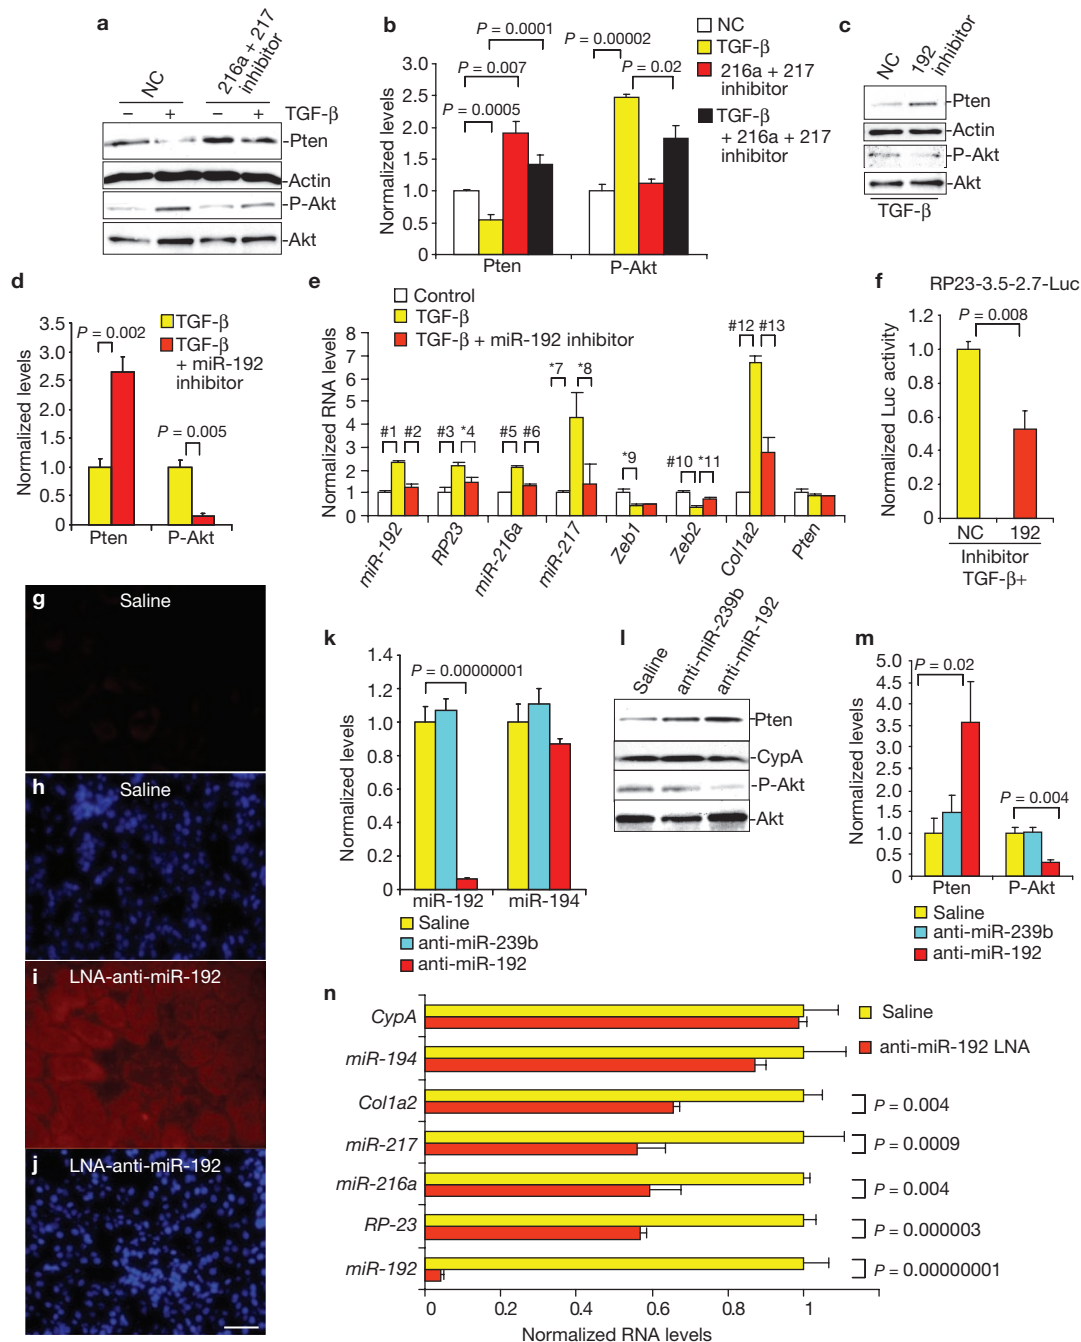 a
NC
216a + 217
inhibitor
TGF-β
− + − +
-Pten
-Actin
-P-Akt
-Akt
b
NC
TGF-β
216a + 217
inhibitor
TGF-β
+ 216a + 217
inhibitor
P = 0.0001
P = 0.00002
P = 0.007
P = 0.02
P = 0.0005
Normalized levels
3.0
2.5
2.0
1.5
1.0
0.5
0
Pten
P-Akt
c
NC
192
inhibitor
-Pten
-Actin
-P-Akt
-Akt
TGF-β
d
TGF-β
TGF-β
+ miR-192
inhibitor
P = 0.002
P = 0.005
Normalized levels
3.5
3.0
2.5
2.0
1.5
1.0
0.5
0
Pten
P-Akt
e
Control
TGF-β
TGF-β + miR-192 inhibitor
Normalized RNA levels
8
7
6
5
4
3
2
1
0
#1 #2
#3 *4
#5 #6
*7 *8
*9
#10 *11
#12 #13
miR-192
RP23
miR-216a
miR-217
Zeb1
Zeb2
Col1a2
Pten
f
RP23-3.5-2.7-Luc
P = 0.008
Normalized Luc activity
1.2
1.0
0.8
0.6
0.4
0.2
0
NC 192
Inhibitor
TGF-β+
g
Saline
h
Saline
i
LNA-anti-miR-192
j
LNA-anti-miR-192
k
P = 0.00000001
Normalized levels
1.4
1.2
1.0
0.8
0.6
0.4
0.2
0
miR-192
miR-194
Saline
anti-miR-239b
anti-miR-192
l
Saline
anti-miR-239b
anti-miR-192
-Pten
-CypA
-P-Akt
-Akt
m
P = 0.02
P = 0.004
Normalized levels
5.0
4.5
4.0
3.5
3.0
2.5
2.0
1.5
1.0
0.5
0
Pten
P-Akt
Saline
anti-miR-239b
anti-miR-192
n
Saline
anti-miR-192 LNA
CypA
miR-194
Col1a2
P = 0.004
miR-217
P = 0.0009
miR-216a
P = 0.004
RP-23
P = 0.000003
miR-192
P = 0.00000001
0 0.2 0.4 0.6 0.8 1
Normalized RNA levels